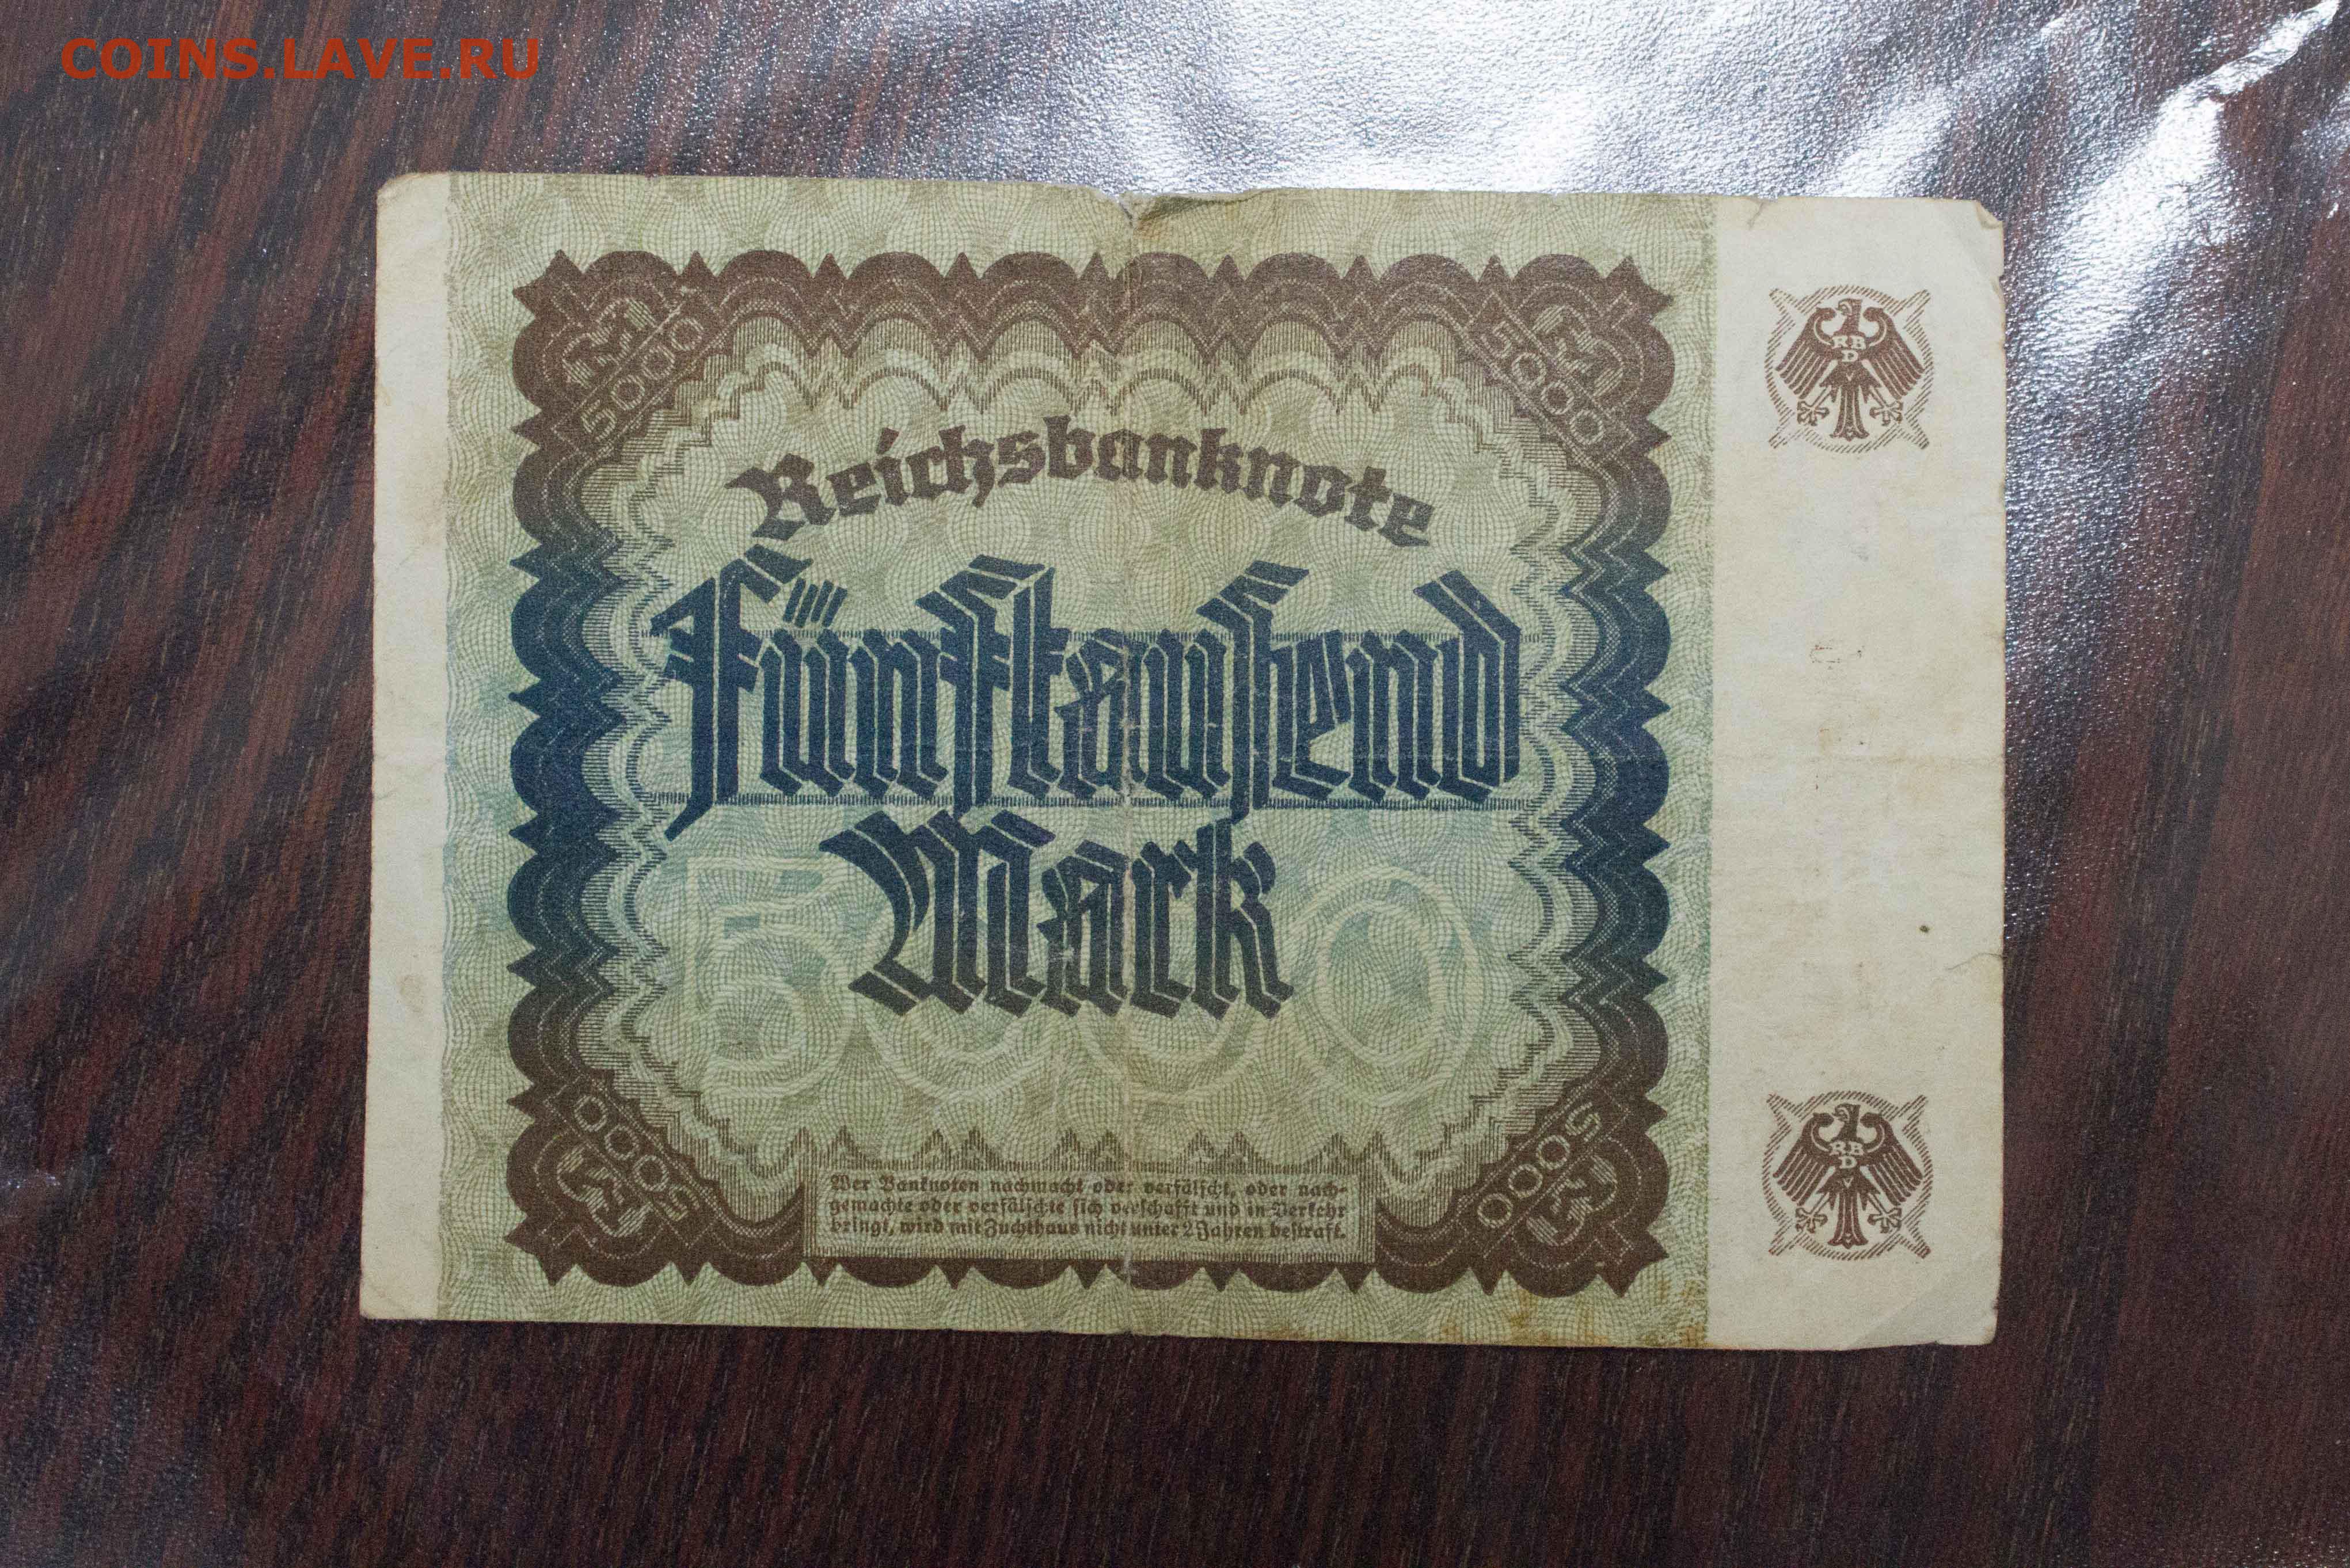 COINS.LAVE.RU
M 5000
5000 M
RBD
Reichsbanknote
Fünftausend
Mark
5000
Wer Banknoten nachmacht oder verfälscht, oder nach-
gemachte oder verfälschte sich verschafft und in Verkehr
bringt, wird mit Zuchthaus nicht unter 2 Jahren bestraft.
5000 M
5000 M
RBD